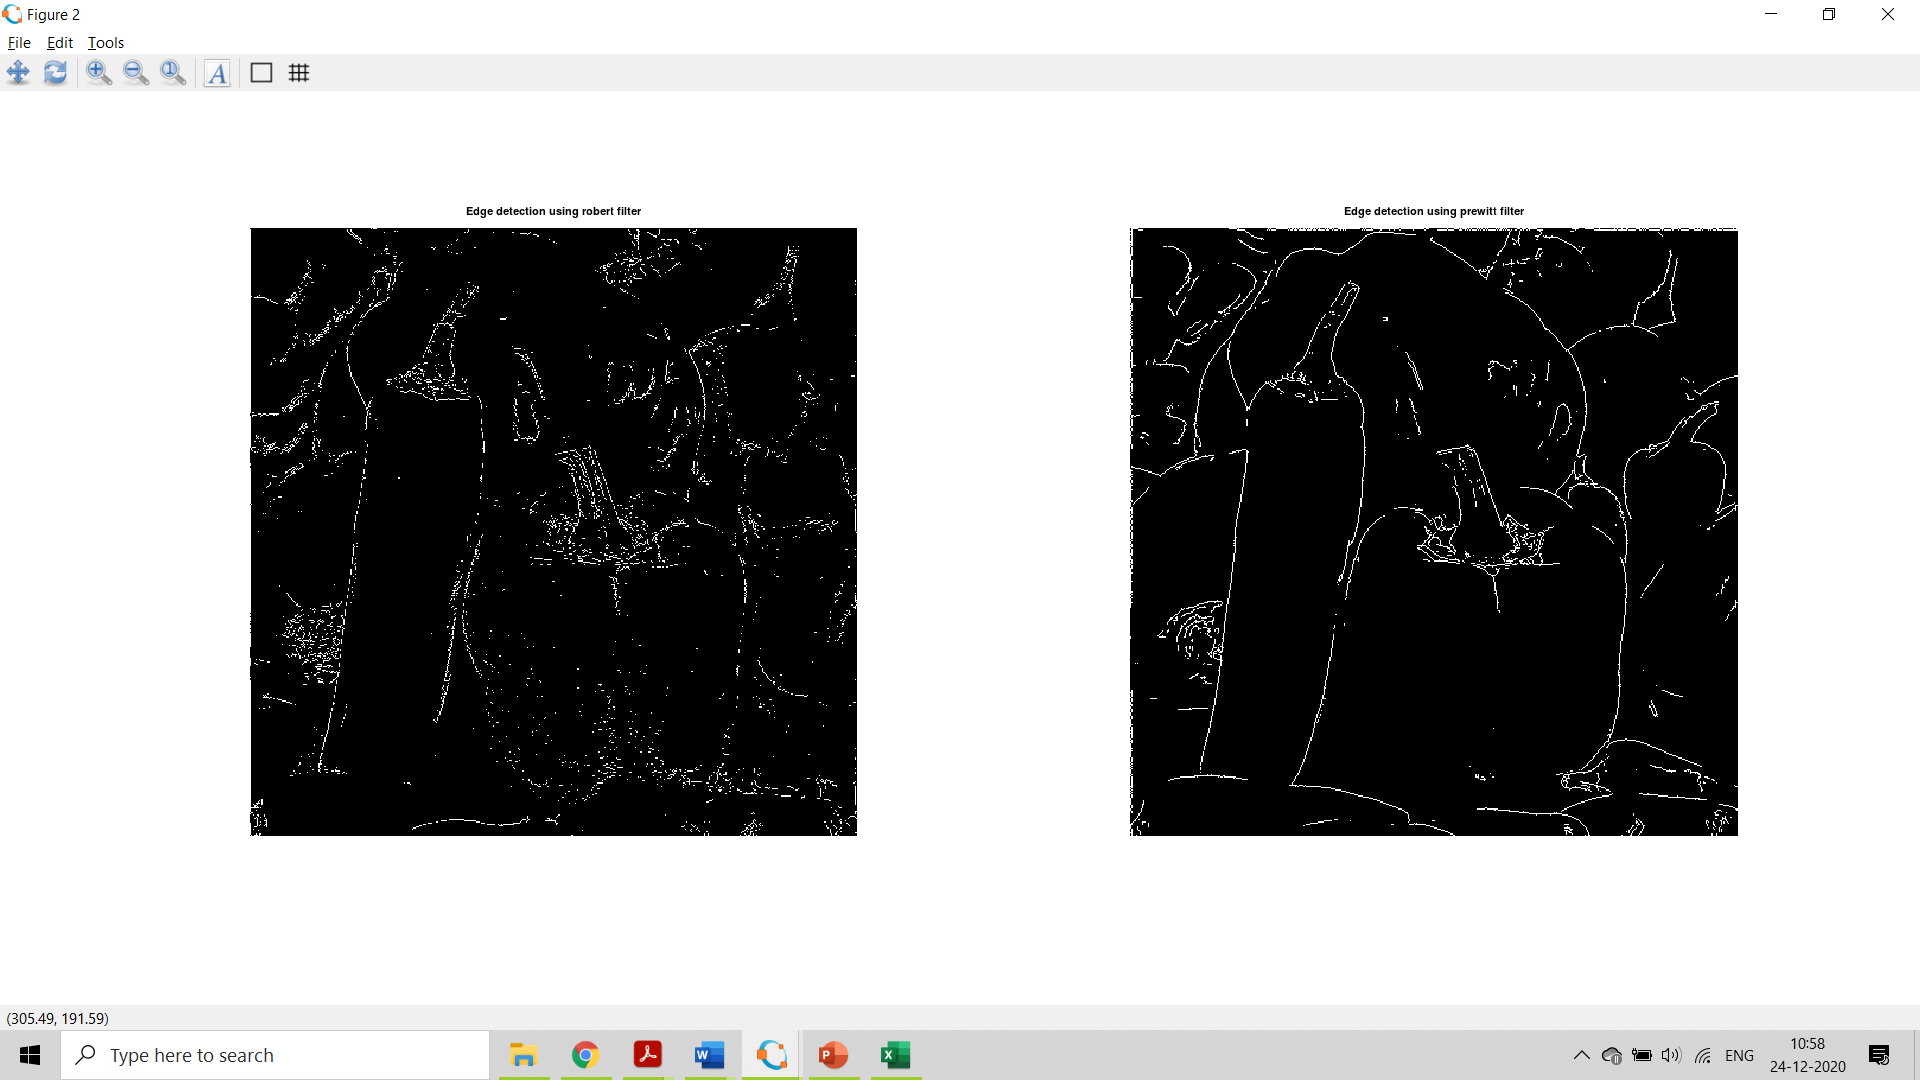 Figure 2
File Edit Tools
A
Edge detection using robert filter
Edge detection using prewitt filter
(305.49, 191.59)
Type here to search
ENG
10:58
24-12-2020